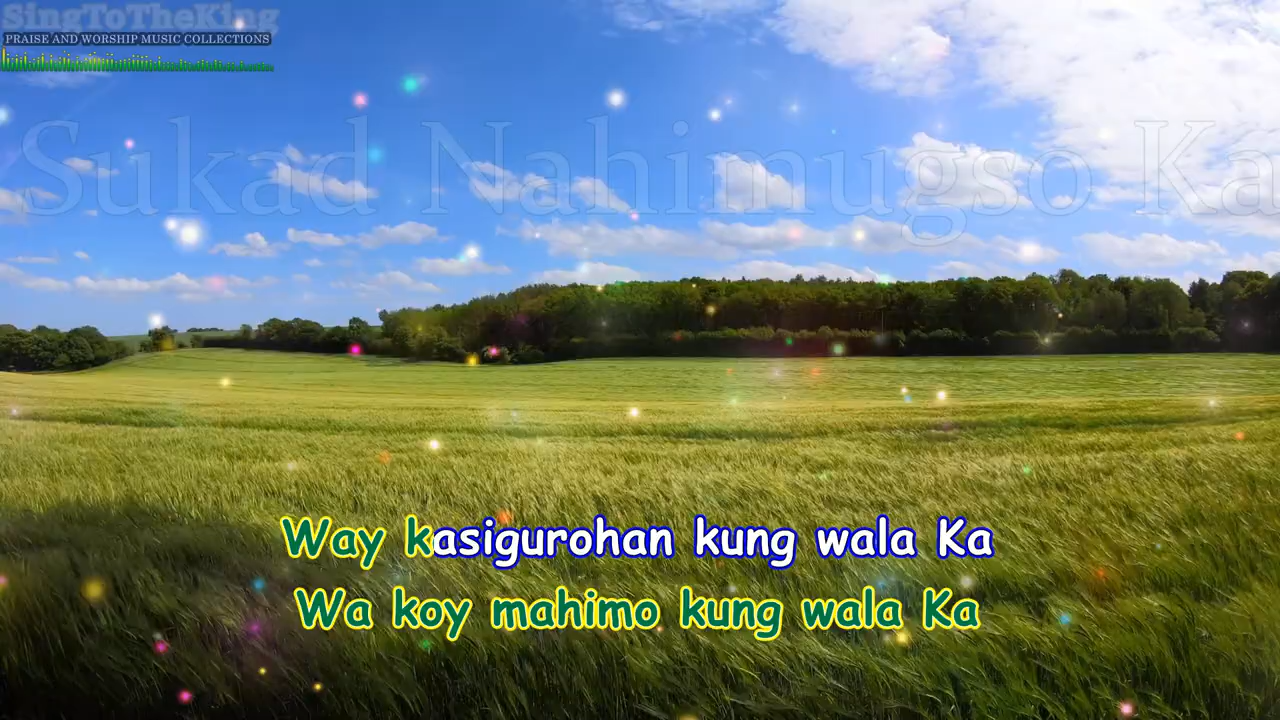 SingToTheKing
PRAISE AND WORSHIP MUSIC COLLECTIONS
Sukad Nahimugso Ka
Way kasigurohan kung wala Ka
Wa koy mahimo kung wala Ka